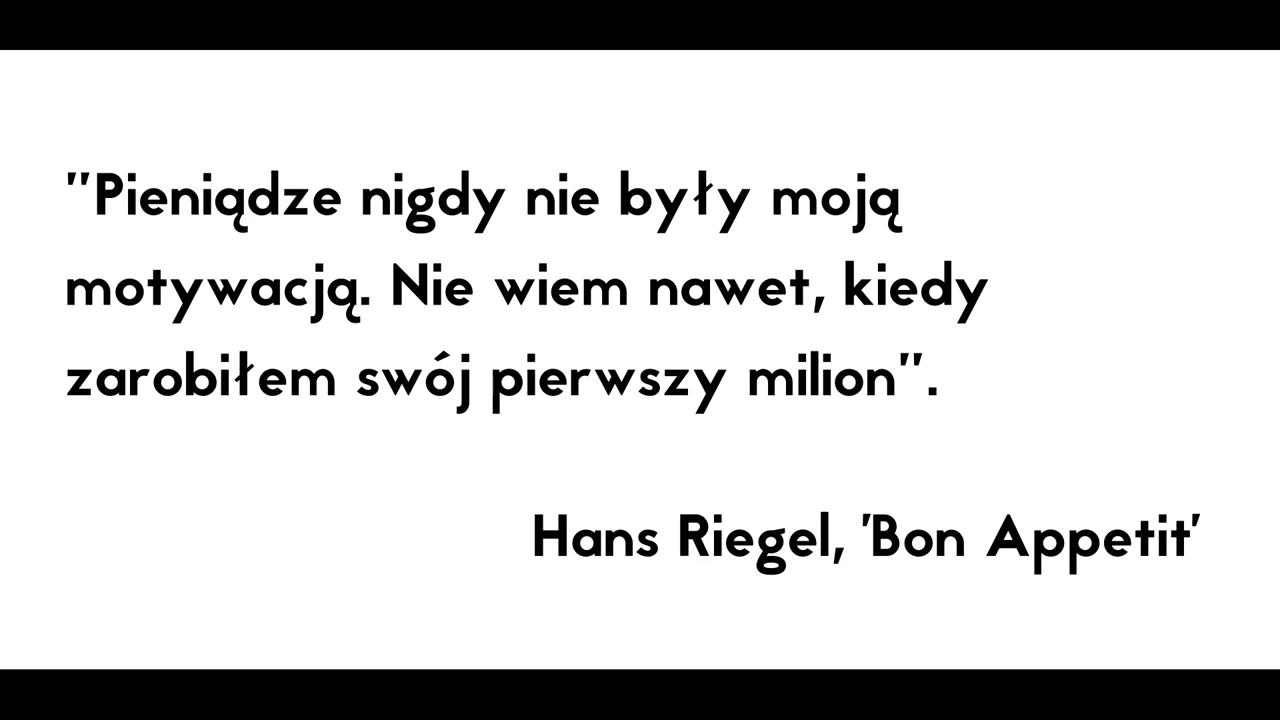 "Pieniądze nigdy nie były moją
motywacją. Nie wiem nawet, kiedy
zarobiłem swój pierwszy milion".
Hans Riegel, 'Bon Appetit'